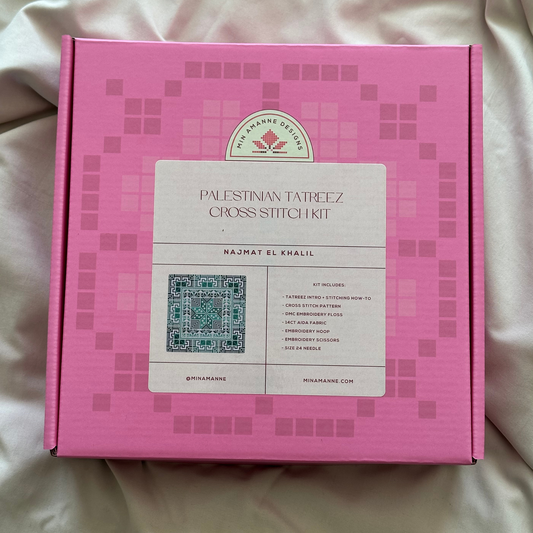 MIN AMANNE DESIGNS
PALESTINIAN TATREEZ
CROSS STITCH KIT
NAJMAT EL KHALIL
KIT INCLUDES:
- TATREEZ INTRO + STITCHING HOW-TO
- CROSS STITCH PATTERN
- DMC EMBROIDERY FLOSS
- 14CT AIDA FABRIC
- EMBROIDERY HOOP
- EMBROIDERY SCISSORS
- SIZE 24 NEEDLE
@MINAMANNE
MINAMANNE.COM